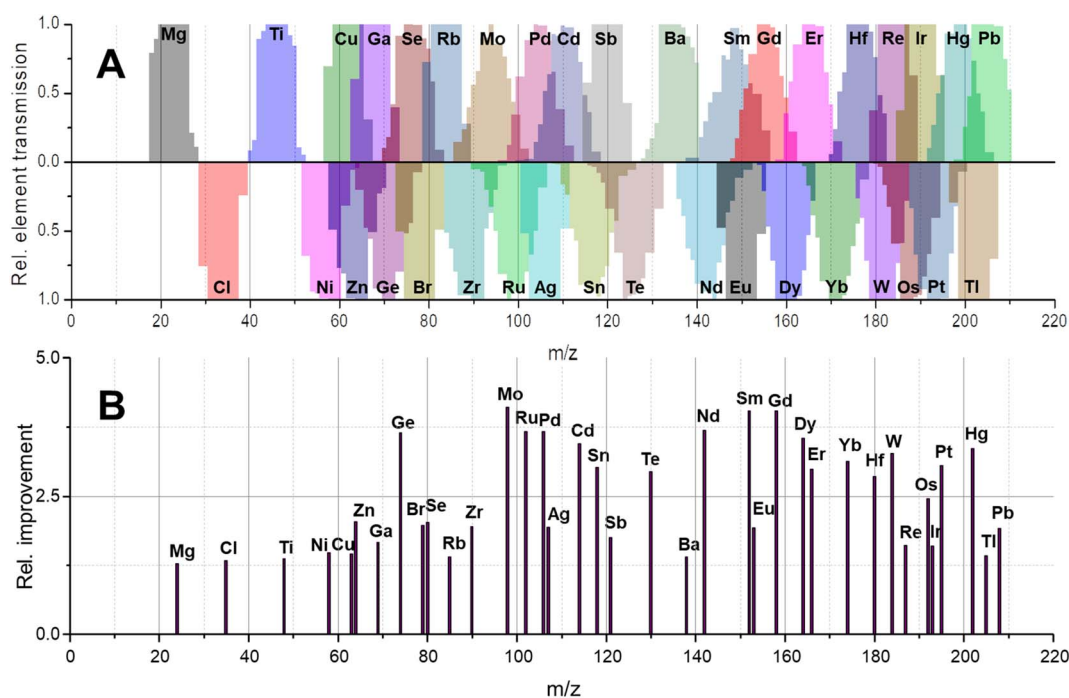 A
Rel. element transmission
1.0
0.5
0.0
0.5
1.0
Mg Ti Cu Ga Se Rb Mo Pd Cd Sb Ba Sm Gd Er Hf Re Ir Hg Pb
Cl Ni Zn Ge Br Zr Ru Ag Sn Te Nd Eu Dy Yb W Os Pt Tl
0 20 40 60 80 100 120 140 160 180 200 220
m/z
B
Rel. improvement
5.0
2.5
0.0
Mg Cl Ti Ni Cu Zn Ga Ge Br Se Rb Zr Mo Ru Pd Ag Cd Sn Sb Te Ba Nd Sm Eu Gd Dy Er Yb Hf W Re Os Ir Pt Hg Tl Pb
0 20 40 60 80 100 120 140 160 180 200 220
m/z